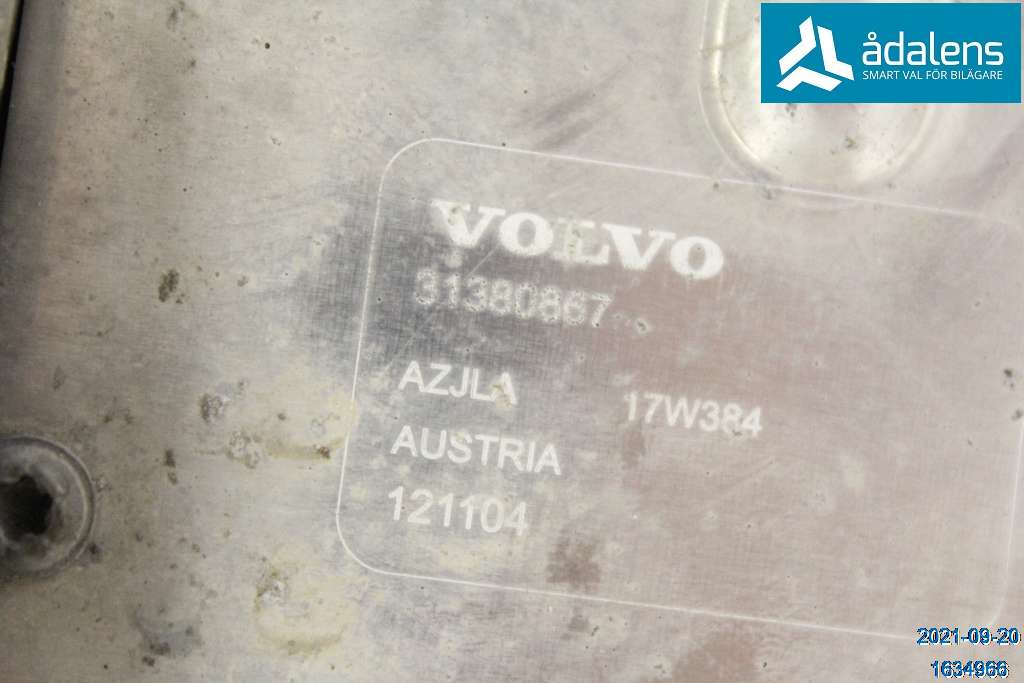 ådalens
SMART VAL FÖR BILÄGARE
VOLVO
31380867
AZJLA 17W384
AUSTRIA
121104
2021-09-20
1634966